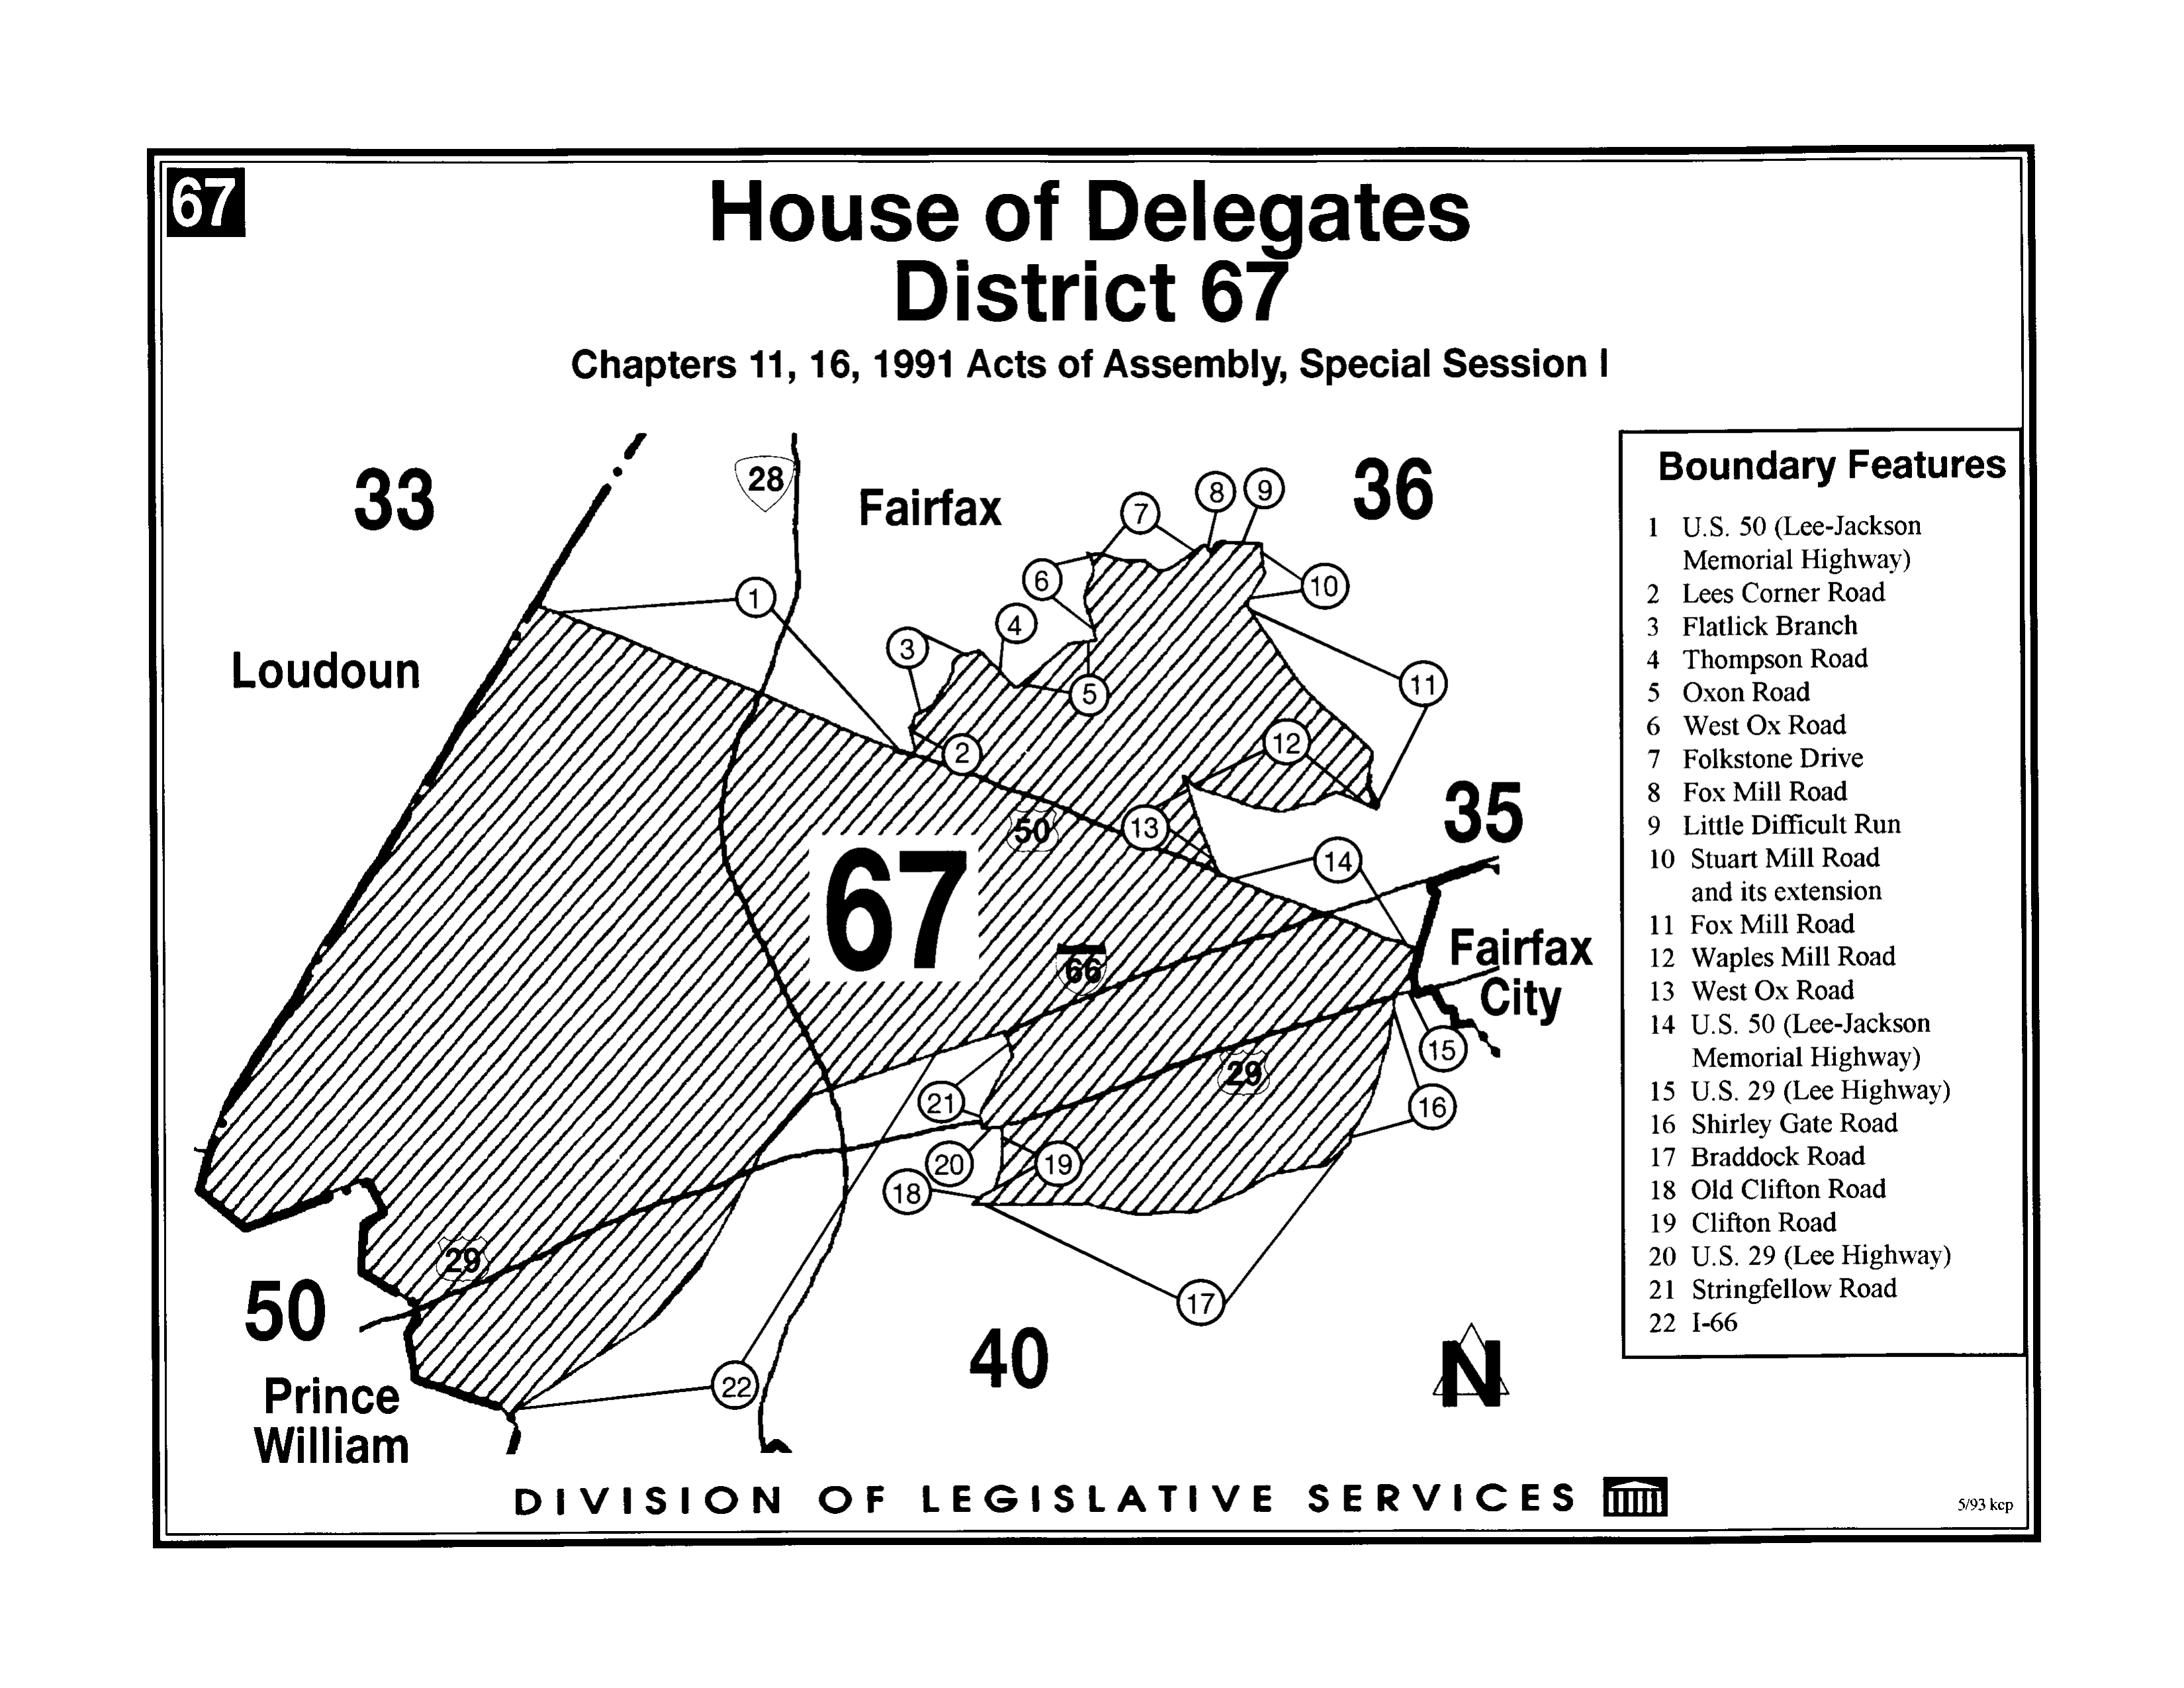 67
House of Delegates
District 67
Chapters 11, 16, 1991 Acts of Assembly, Special Session I
33
28
Fairfax
36
7
8
9
6
10
1
4
3
Loudoun
5
11
2
12
13
50
35
14
67
66
Fairfax
City
15
29
21
16
20
19
18
29
50
17
40
22
N
Prince
William
Boundary Features
1 U.S. 50 (Lee-Jackson
Memorial Highway)
2 Lees Corner Road
3 Flatlick Branch
4 Thompson Road
5 Oxon Road
6 West Ox Road
7 Folkstone Drive
8 Fox Mill Road
9 Little Difficult Run
10 Stuart Mill Road
and its extension
11 Fox Mill Road
12 Waples Mill Road
13 West Ox Road
14 U.S. 50 (Lee-Jackson
Memorial Highway)
15 U.S. 29 (Lee Highway)
16 Shirley Gate Road
17 Braddock Road
18 Old Clifton Road
19 Clifton Road
20 U.S. 29 (Lee Highway)
21 Stringfellow Road
22 I-66
DIVISION OF LEGISLATIVE SERVICES
5/93 kcp